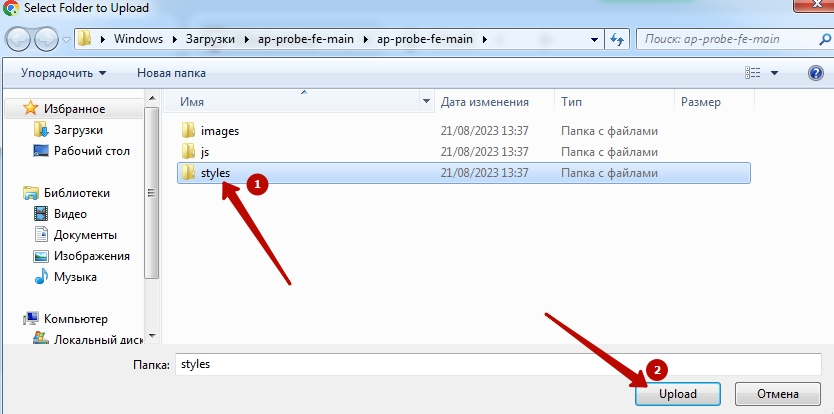 Select Folder to Upload
Windows Загрузки ap-probe-fe-main ap-probe-fe-main Поиск: ap-probe-fe-main
Упорядочить Новая папка
Имя Дата изменения Тип Размер
Избранное
Загрузки
Рабочий стол
Библиотеки
Видео
Документы
Изображения
Музыка
Компьютер
Локальный диск
images 21/08/2023 13:37 Папка с файлами
js 21/08/2023 13:37 Папка с файлами
styles 21/08/2023 13:37 Папка с файлами
1
Папка: styles
2
Upload Отмена